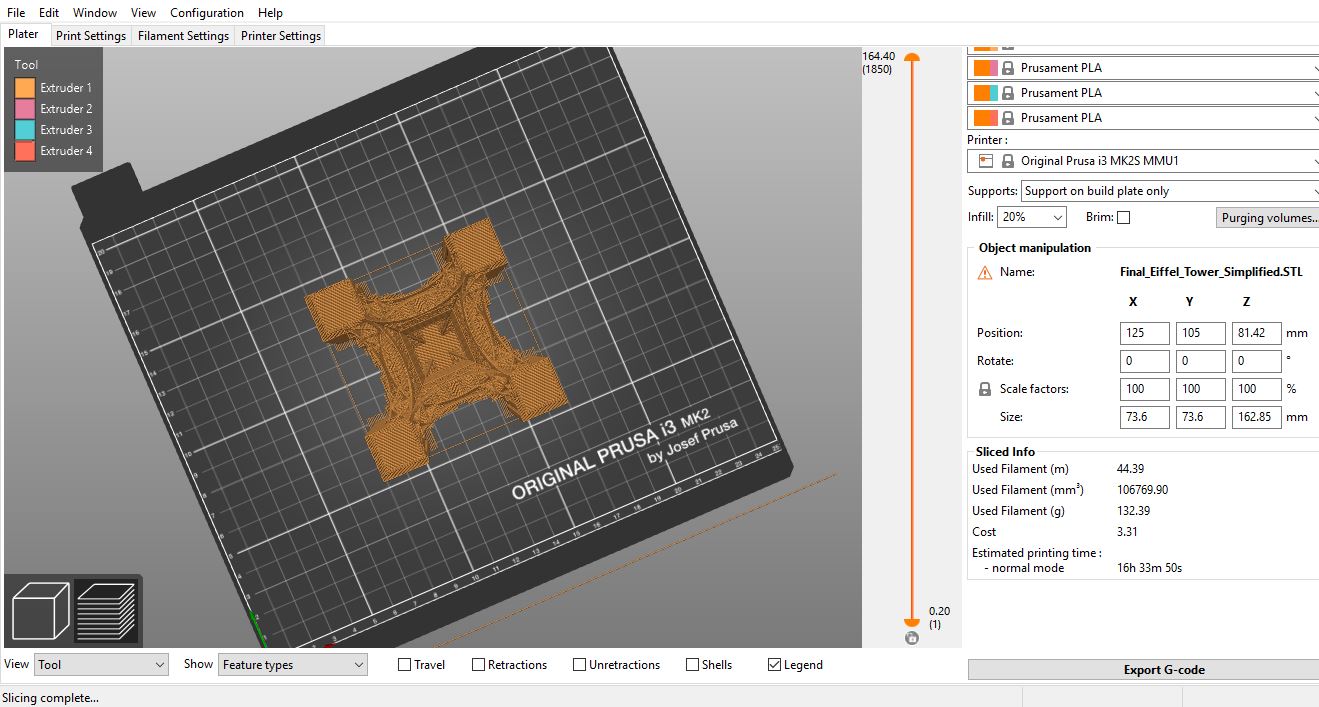 File Edit Window View Configuration Help
Plater Print Settings Filament Settings Printer Settings
Tool
Extruder 1
Extruder 2
Extruder 3
Extruder 4
ORIGINAL PRUSA i3 MK2
by Josef Prusa
164.40
(1850)
0.20
(1)
Prusament PLA
Prusament PLA
Prusament PLA
Printer :
Original Prusa i3 MK2S MMU1
Supports: Support on build plate only
Infill: 20% Brim: Purging volumes...
Object manipulation
Name: Final_Eiffel_Tower_Simplified.STL
X Y Z
Position: 125 105 81.42 mm
Rotate: 0 0 0 °
Scale factors: 100 100 100 %
Size: 73.6 73.6 162.85 mm
Sliced Info
Used Filament (m) 44.39
Used Filament (mm³) 106769.90
Used Filament (g) 132.39
Cost 3.31
Estimated printing time :
- normal mode 16h 33m 50s
View Tool Show Feature types Travel Retractions Unretractions Shells Legend
Export G-code
Slicing complete...